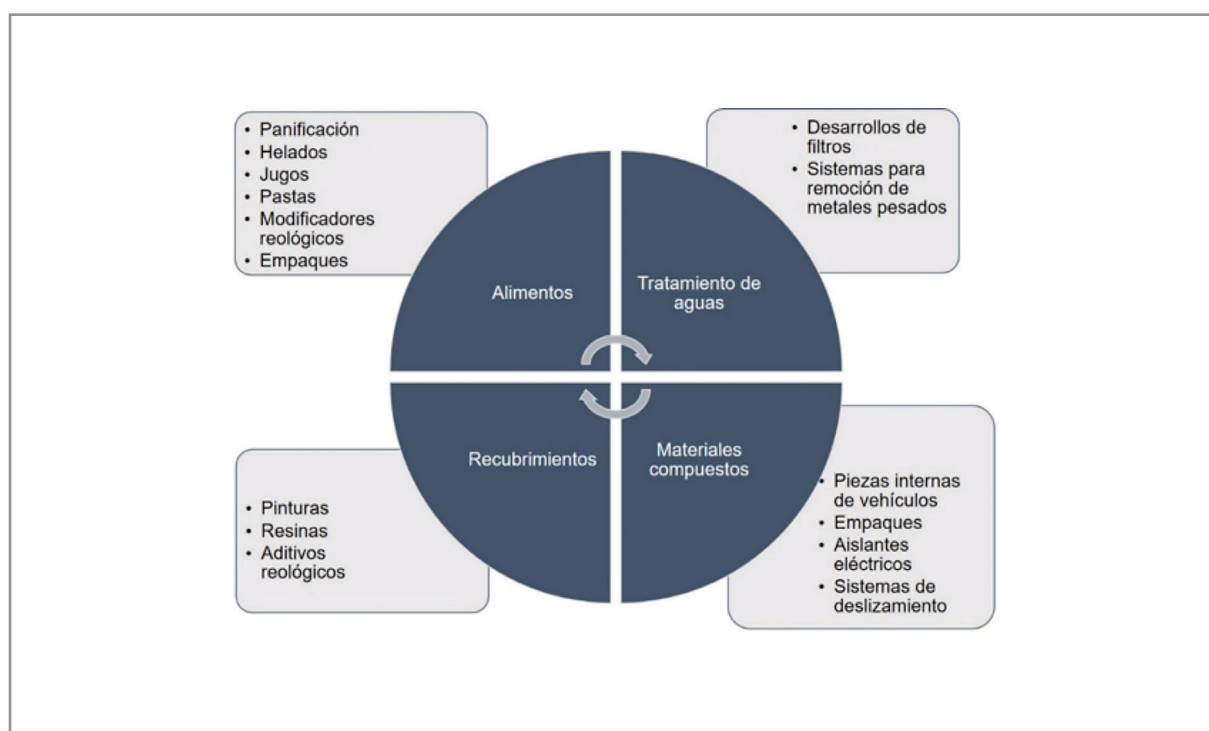 • Panificación
• Helados
• Jugos
• Pastas
• Modificadores
reológicos
• Empaques
• Desarrollos de
filtros
• Sistemas para
remoción de
metales pesados
Alimentos
Tratamiento de
aguas
Recubrimientos
Materiales
compuestos
• Pinturas
• Resinas
• Aditivos
reológicos
• Piezas internas
de vehículos
• Empaques
• Aislantes
eléctricos
• Sistemas de
deslizamiento